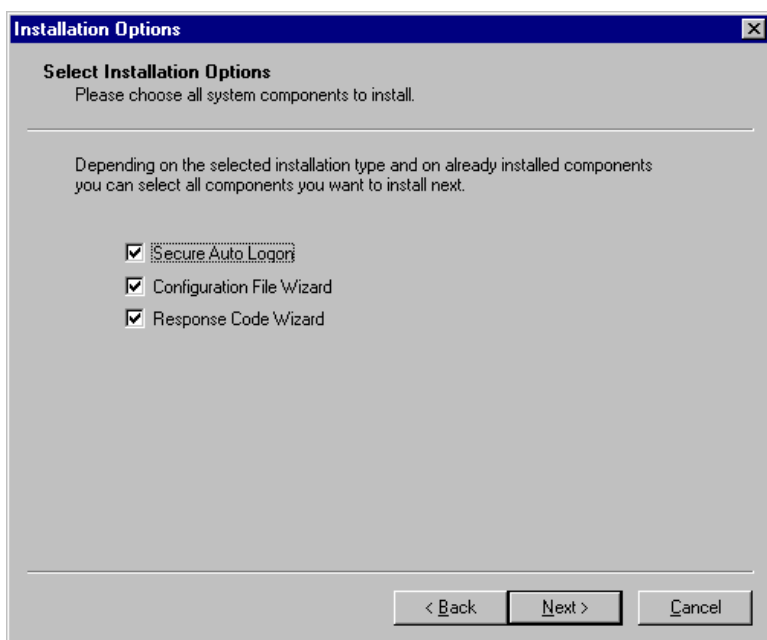 Installation Options
Select Installation Options
Please choose all system components to install.
Depending on the selected installation type and on already installed components
you can select all components you want to install next.
Secure Auto Logon
Configuration File Wizard
Response Code Wizard
< Back Next > Cancel